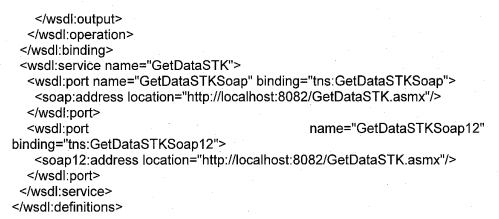 </wsdl:output>
</wsdl:operation>
</wsdl:binding>
<wsdl:service name="GetDataSTK">
<wsdl:port name="GetDataSTKSoap" binding="tns:GetDataSTKSoap">
<soap:address location="http://localhost:8082/GetDataSTK.asmx"/>
</wsdl:port>
<wsdl:port name="GetDataSTKSoap12"
binding="tns:GetDataSTKSoap12">
<soap12:address location="http://localhost:8082/GetDataSTK.asmx"/>
</wsdl:port>
</wsdl:service>
</wsdl:definitions>